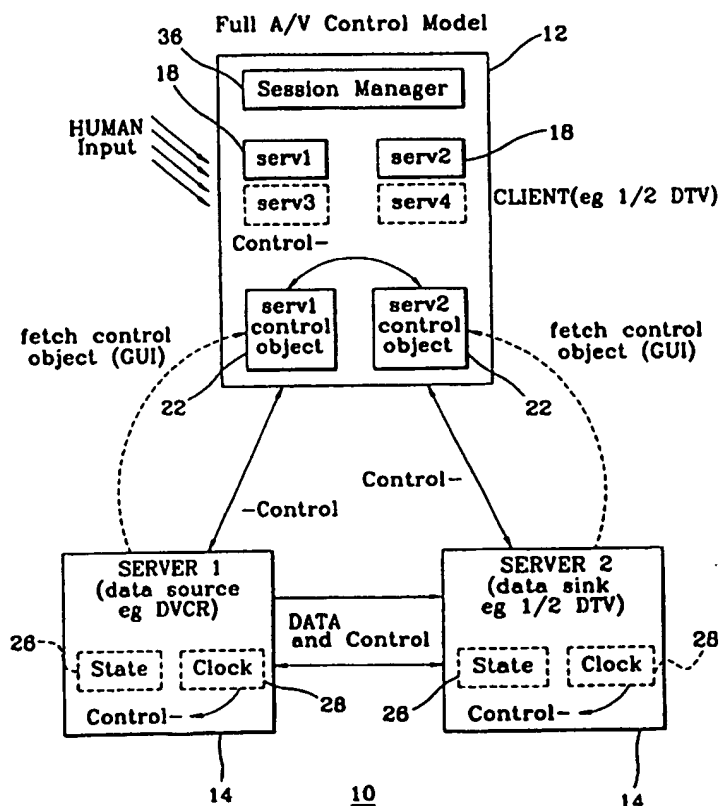 Full A/V Control Model
36
12
Session Manager
18
18
HUMAN
Input
serv1
serv2
serv3
serv4
CLIENT(eg 1/2 DTV)
Control-
serv1
control
object
serv2
control
object
fetch control
object (GUI)
fetch control
object (GUI)
22
22
-Control
Control-
SERVER 1
(data source
eg DVCR)
SERVER 2
(data sink
eg 1/2 DTV)
DATA
and Control
26
State
Clock
28
Control-
26
State
Clock
28
Control-
14
10
14